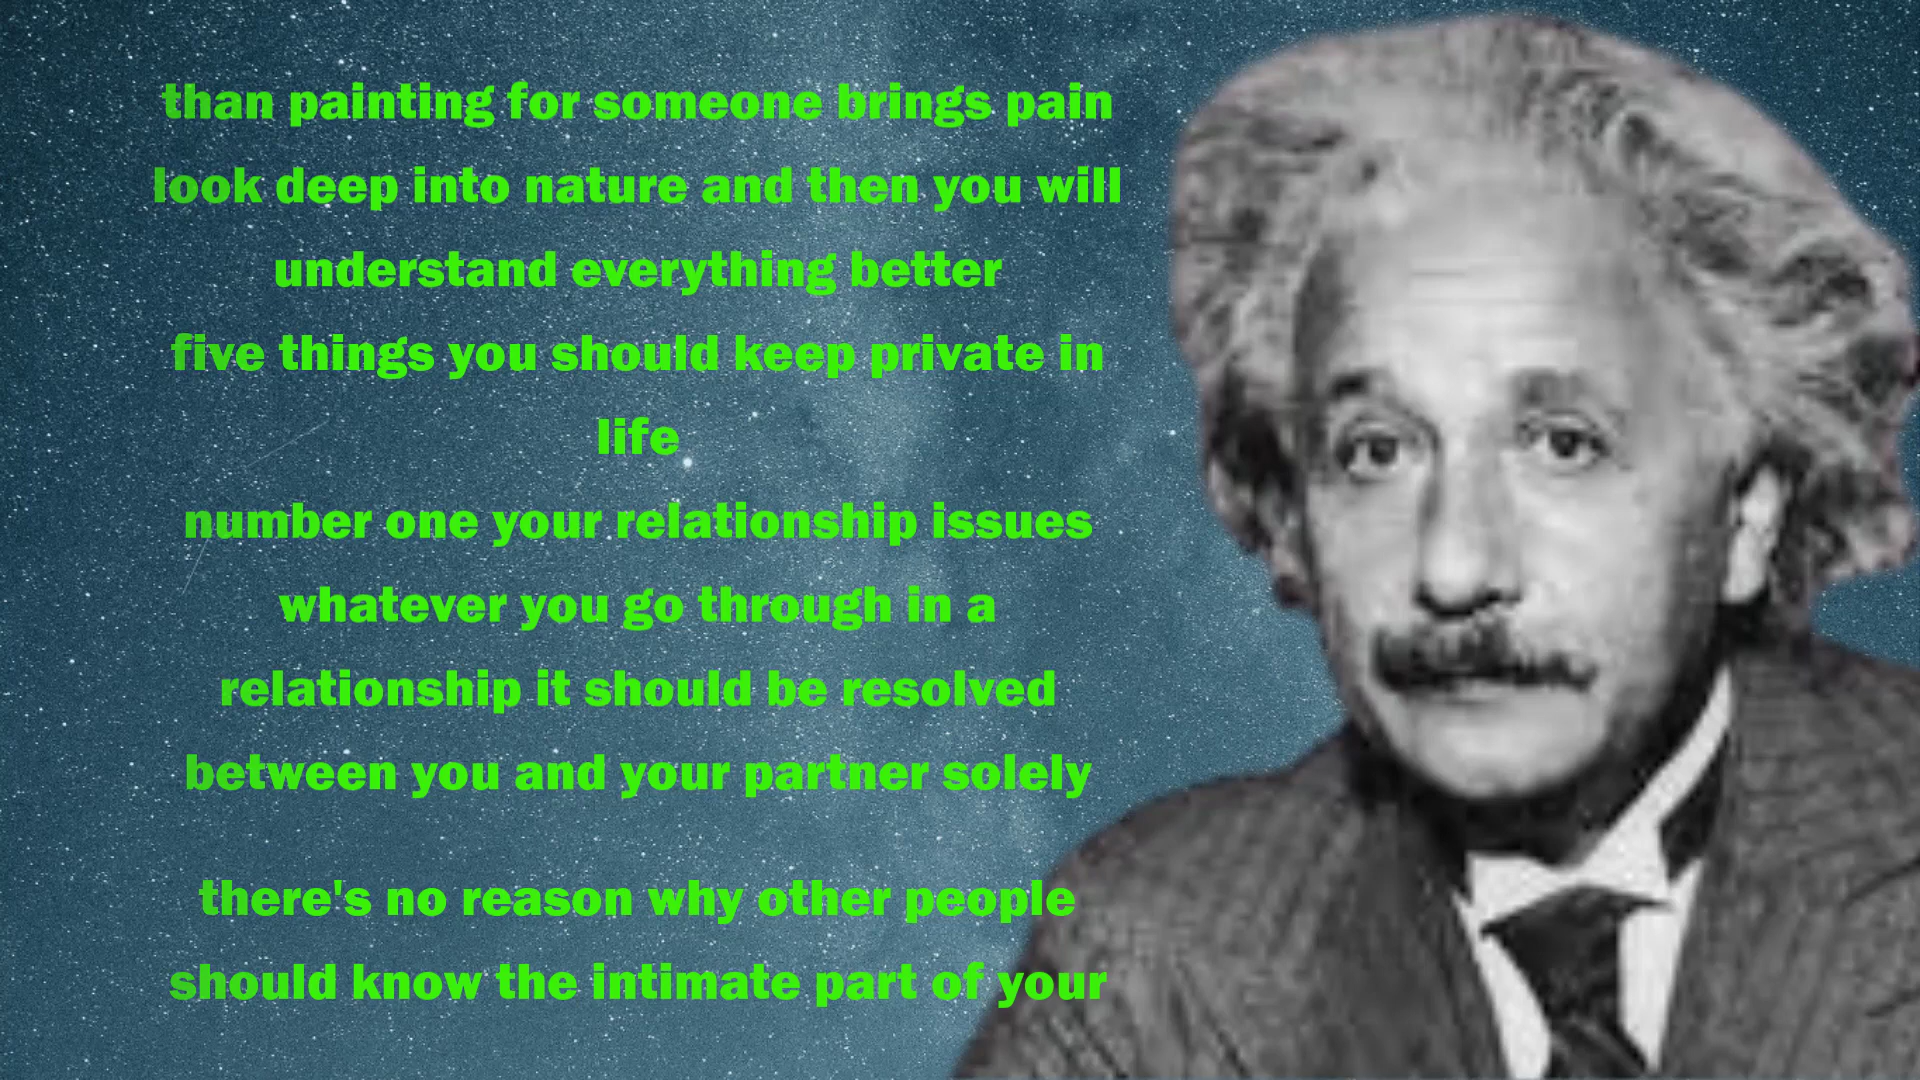 than painting for someone brings pain
look deep into nature and then you will
understand everything better
five things you should keep private in
life
number one your relationship issues
whatever you go through in a
relationship it should be resolved
between you and your partner solely
there's no reason why other people
should know the intimate part of your